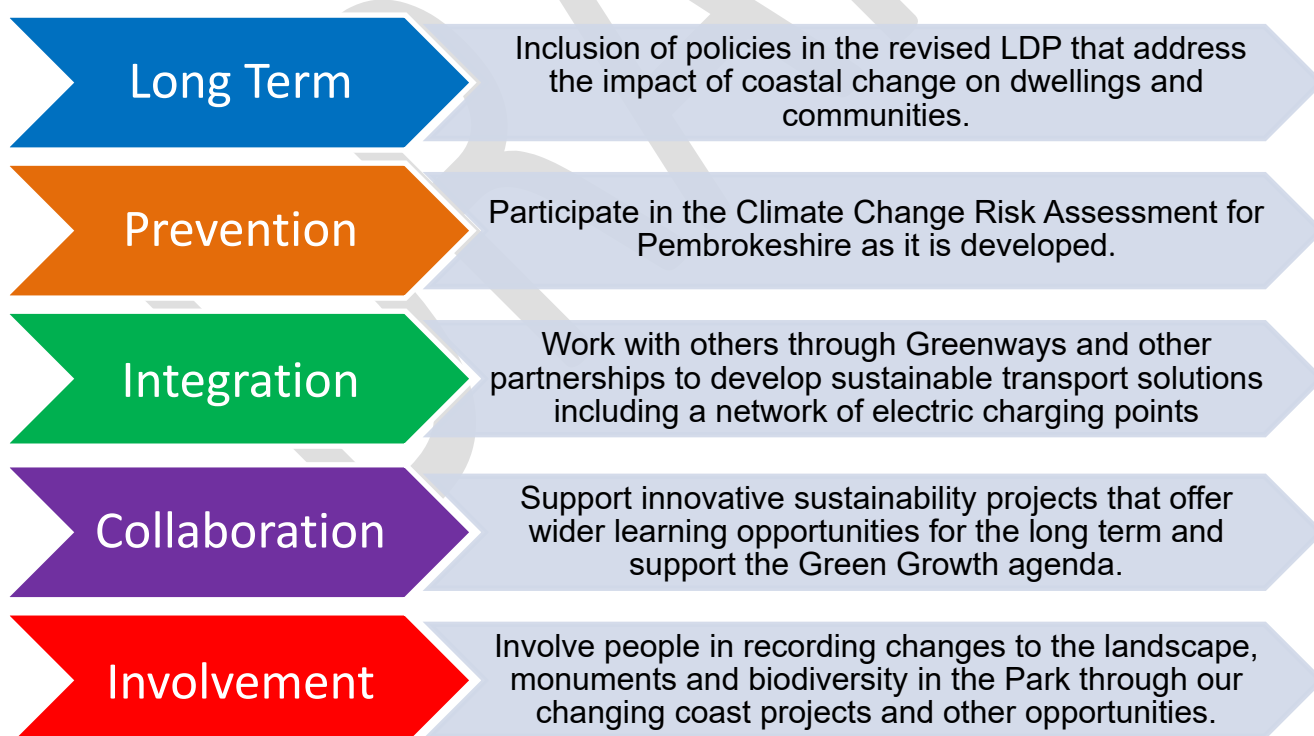 Long Term
Inclusion of policies in the revised LDP that address
the impact of coastal change on dwellings and
communities.
Prevention
Participate in the Climate Change Risk Assessment for
Pembrokeshire as it is developed.
Integration
Work with others through Greenways and other
partnerships to develop sustainable transport solutions
including a network of electric charging points
Collaboration
Support innovative sustainability projects that offer
wider learning opportunities for the long term and
support the Green Growth agenda.
Involvement
Involve people in recording changes to the landscape,
monuments and biodiversity in the Park through our
changing coast projects and other opportunities.